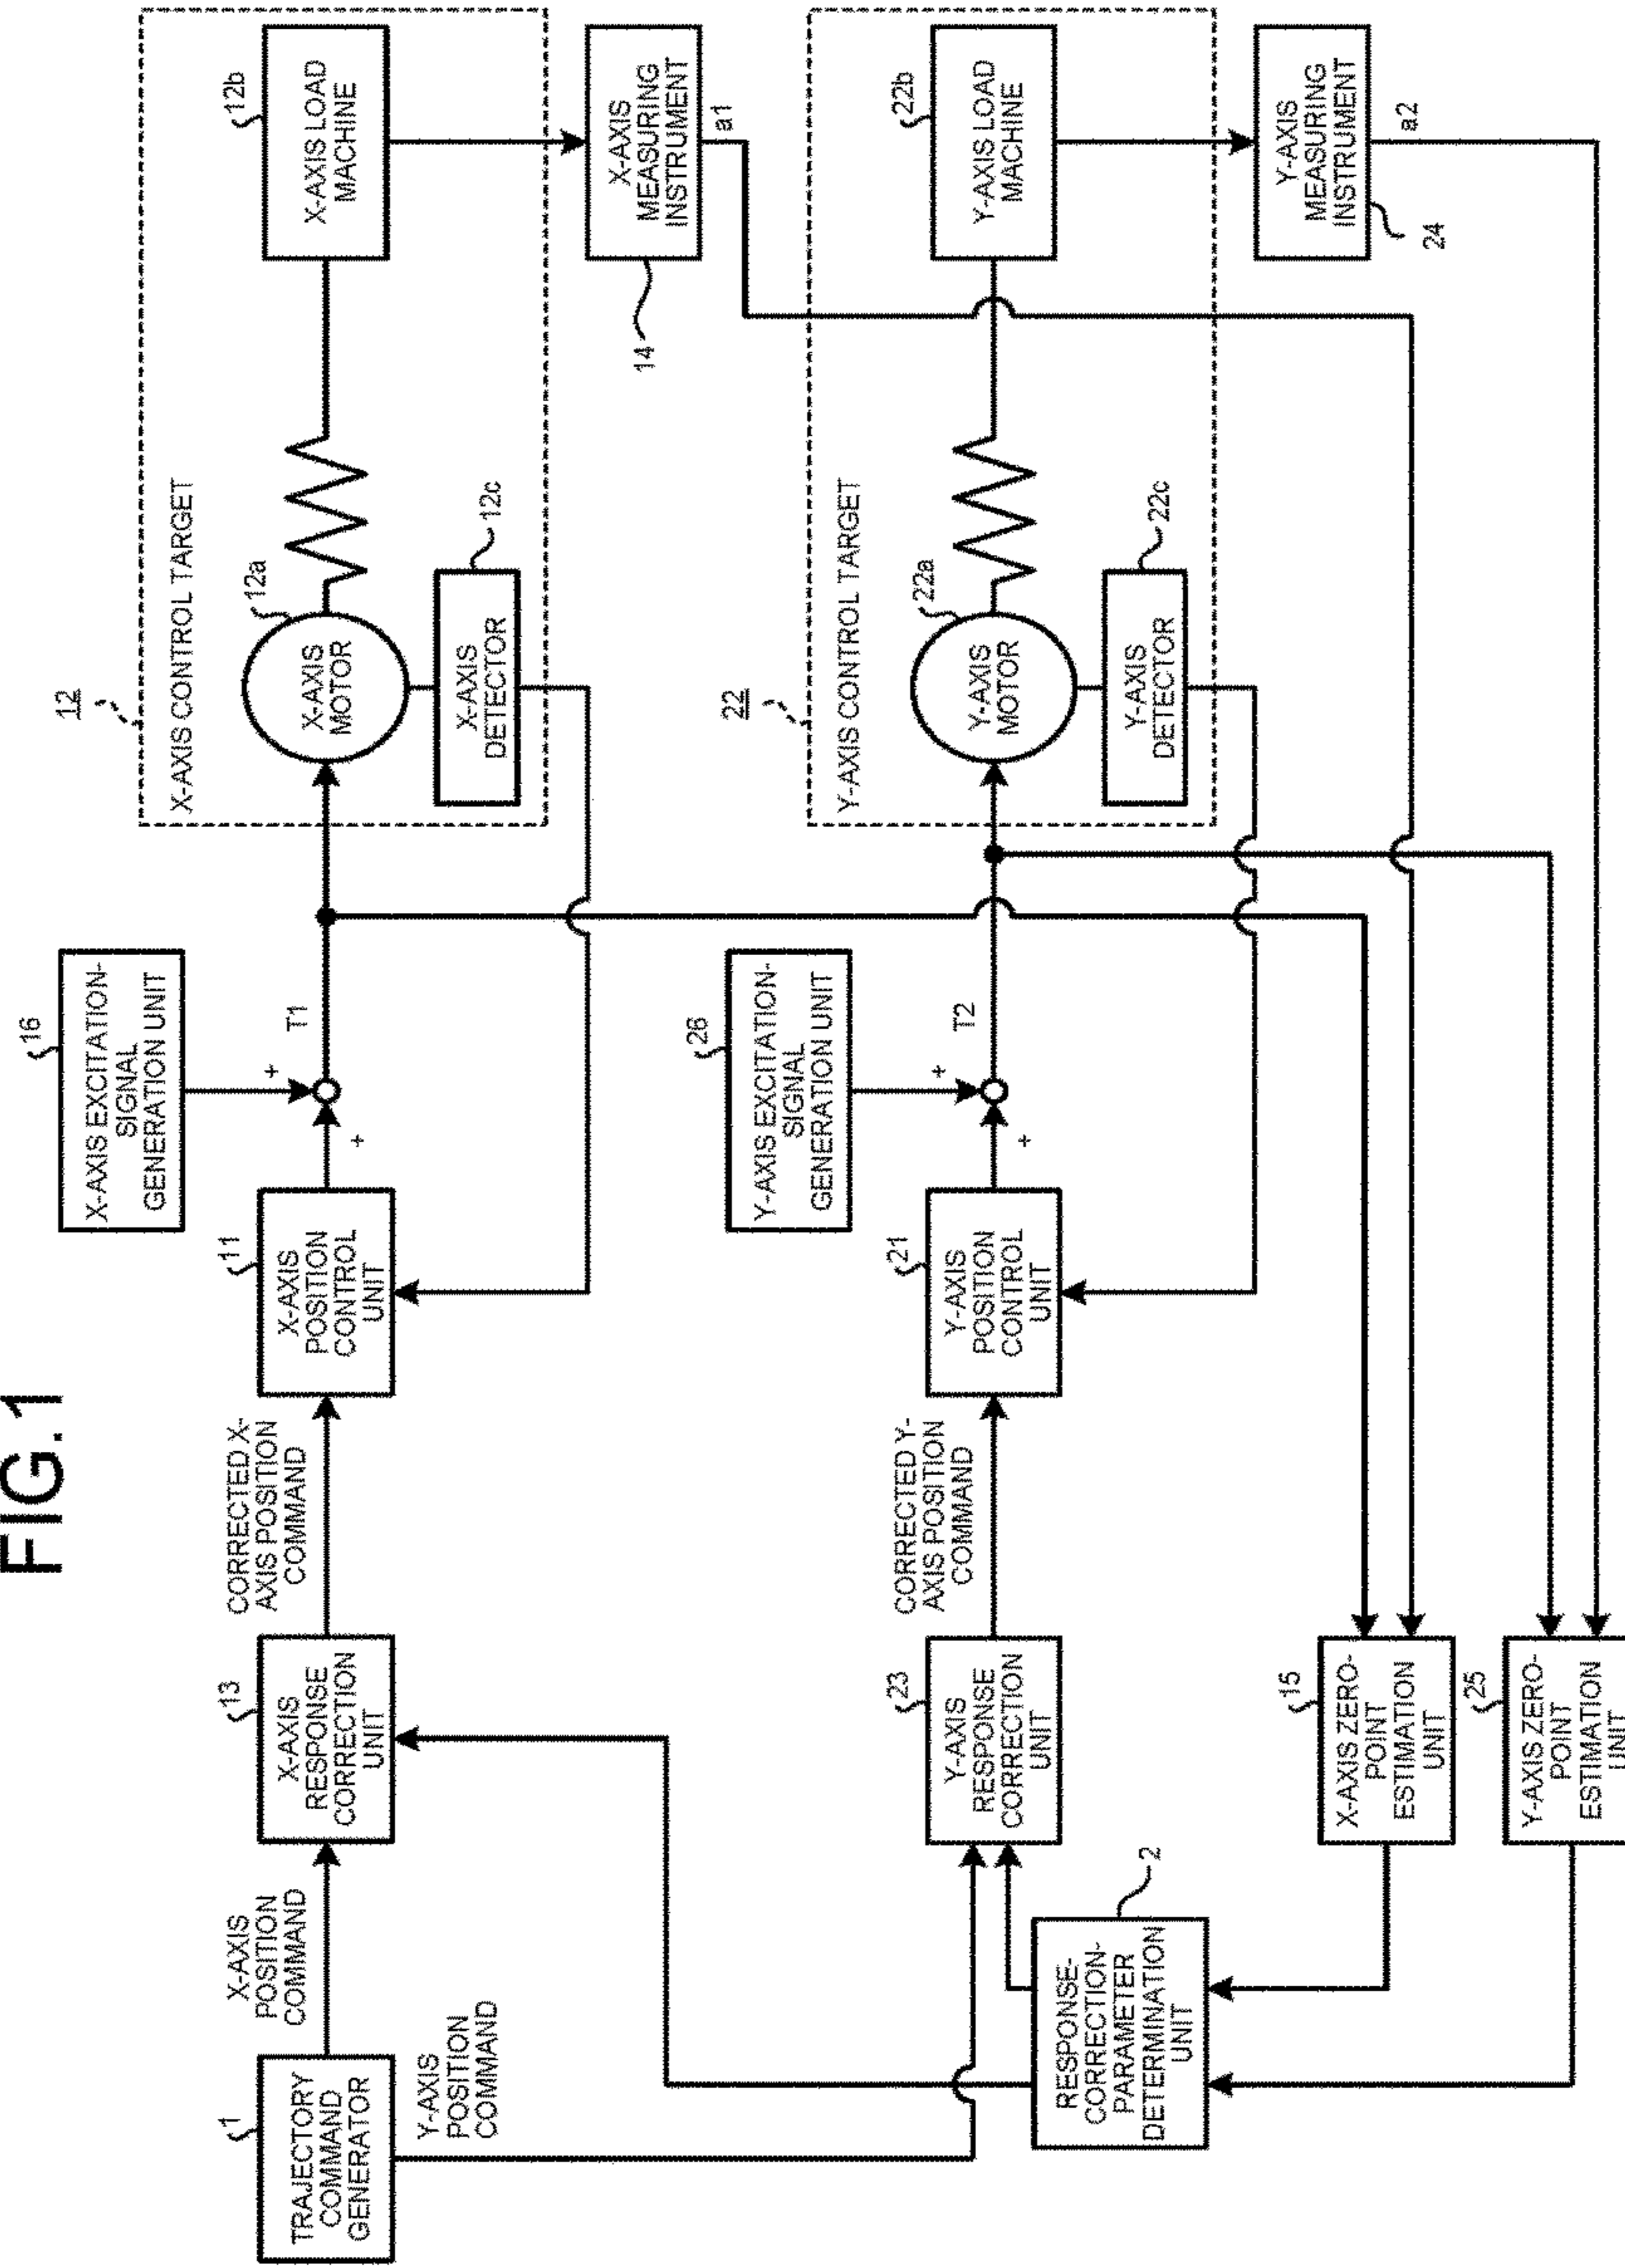 FIG.1
16
X-AXIS EXCITATION-
SIGNAL
GENERATION UNIT
12
X-AXIS CONTROL TARGET
1
TRAJECTORY
COMMAND
GENERATOR
X-AXIS
POSITION
COMMAND
13
X-AXIS
RESPONSE
CORRECTION
UNIT
CORRECTED X-
AXIS POSITION
COMMAND
11
X-AXIS
POSITION
CONTROL
UNIT
+
+
T1
12a
X-AXIS
MOTOR
12b
X-AXIS LOAD
MACHINE
12c
X-AXIS
DETECTOR
Y-AXIS
POSITION
COMMAND
14
X-AXIS
MEASURING
INSTRUMENT
a1
26
Y-AXIS EXCITATION-
SIGNAL
GENERATION UNIT
22
Y-AXIS CONTROL TARGET
23
Y-AXIS
RESPONSE
CORRECTION
UNIT
CORRECTED Y-
AXIS POSITION
COMMAND
21
Y-AXIS
POSITION
CONTROL
UNIT
+
+
T2
22a
Y-AXIS
MOTOR
22b
Y-AXIS LOAD
MACHINE
22c
Y-AXIS
DETECTOR
2
RESPONSE-
CORRECTION-
PARAMETER
DETERMINATION
UNIT
24
Y-AXIS
MEASURING
INSTRUMENT
a2
15
X-AXIS ZERO-
POINT
ESTIMATION
UNIT
25
Y-AXIS ZERO-
POINT
ESTIMATION
UNIT